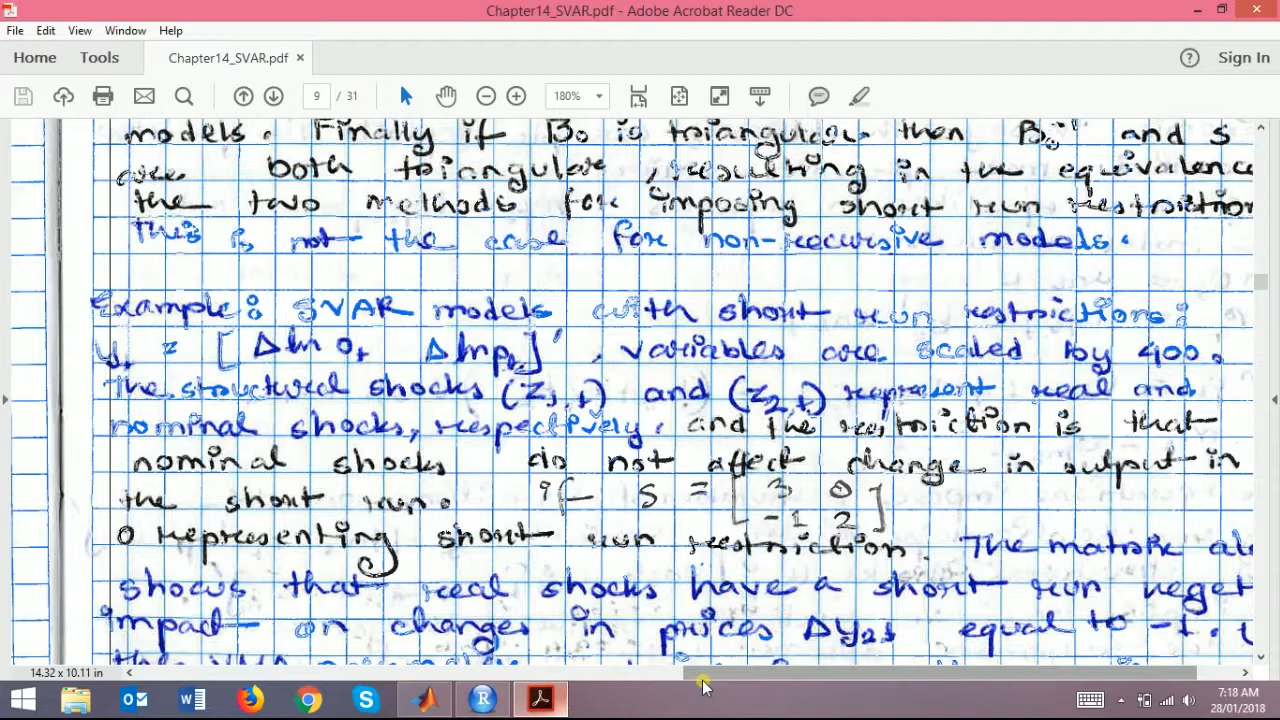 Chapter14_SVAR.pdf - Adobe Acrobat Reader DC
File Edit View Window Help
Home Tools Chapter14_SVAR.pdf × Sign In
9 / 31 180%
models. Finally if B0 is triangular then B0⁻¹ and S
are both triangular, resulting in the equivalence
the two methods for imposing short run restriction
this is not the case for non-recursive models.
Example: SVAR models with short run restrictions:
yt = [Δln ot Δlnpt]', variables are scaled by 400.
The structural shocks (Z1,t) and (Z2,t) represent real and
nominal shocks, respectively. and the restriction is that
nominal shocks do not affect change in output in
the short run. If S = [3 0
-1 2]
0 representing short run restriction. The matrix al
shows that real shocks have a short run neget
impact on changes in prices Δy2t equal to -1.
14.32 x 10.11 in
7:18 AM
28/01/2018